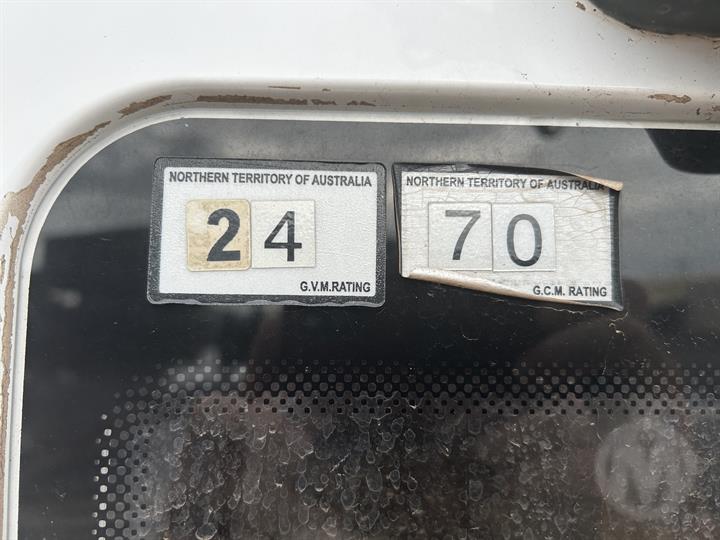 NORTHERN TERRITORY OF AUSTRALIA
24
G.V.M.RATING
NORTHERN TERRITORY OF AUSTRALIA
70
G.C.M. RATING